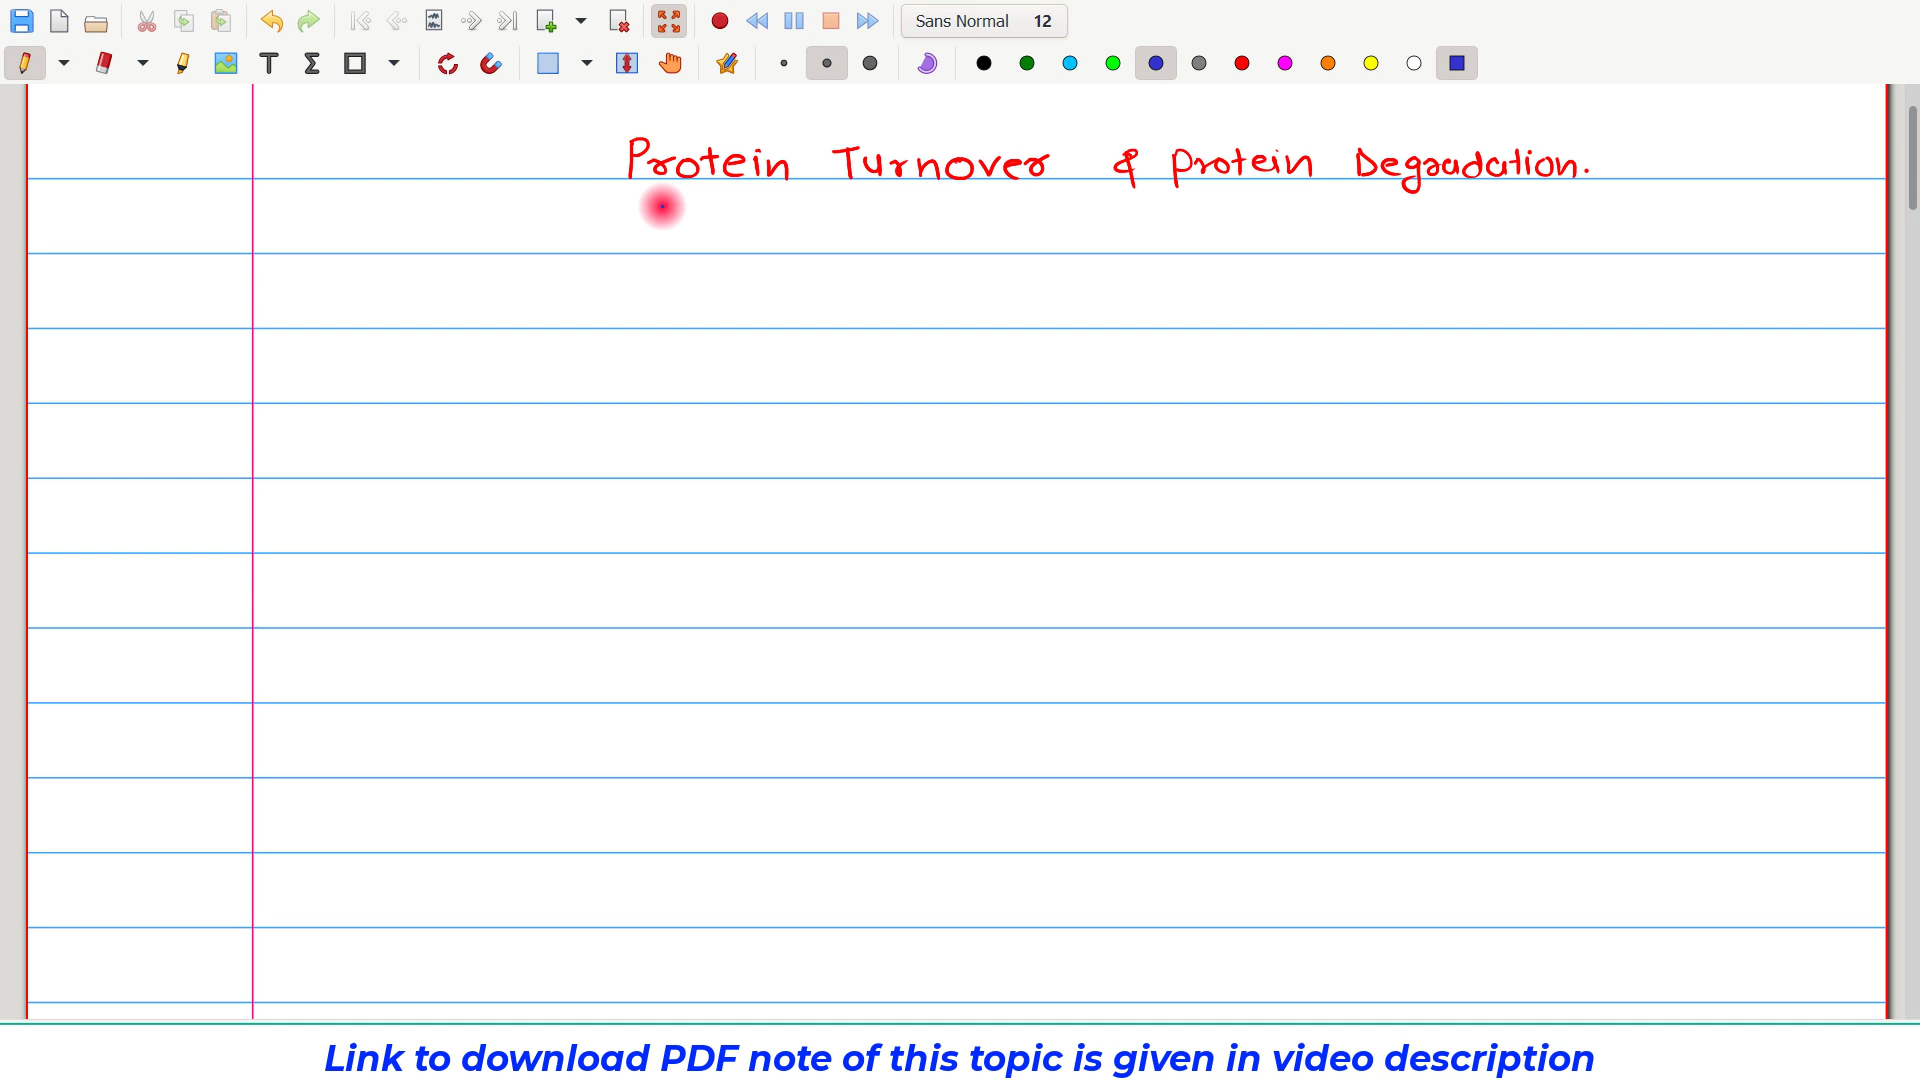 Sans Normal 12
Protein Turnover & protein Degradation.
Link to download PDF note of this topic is given in video description